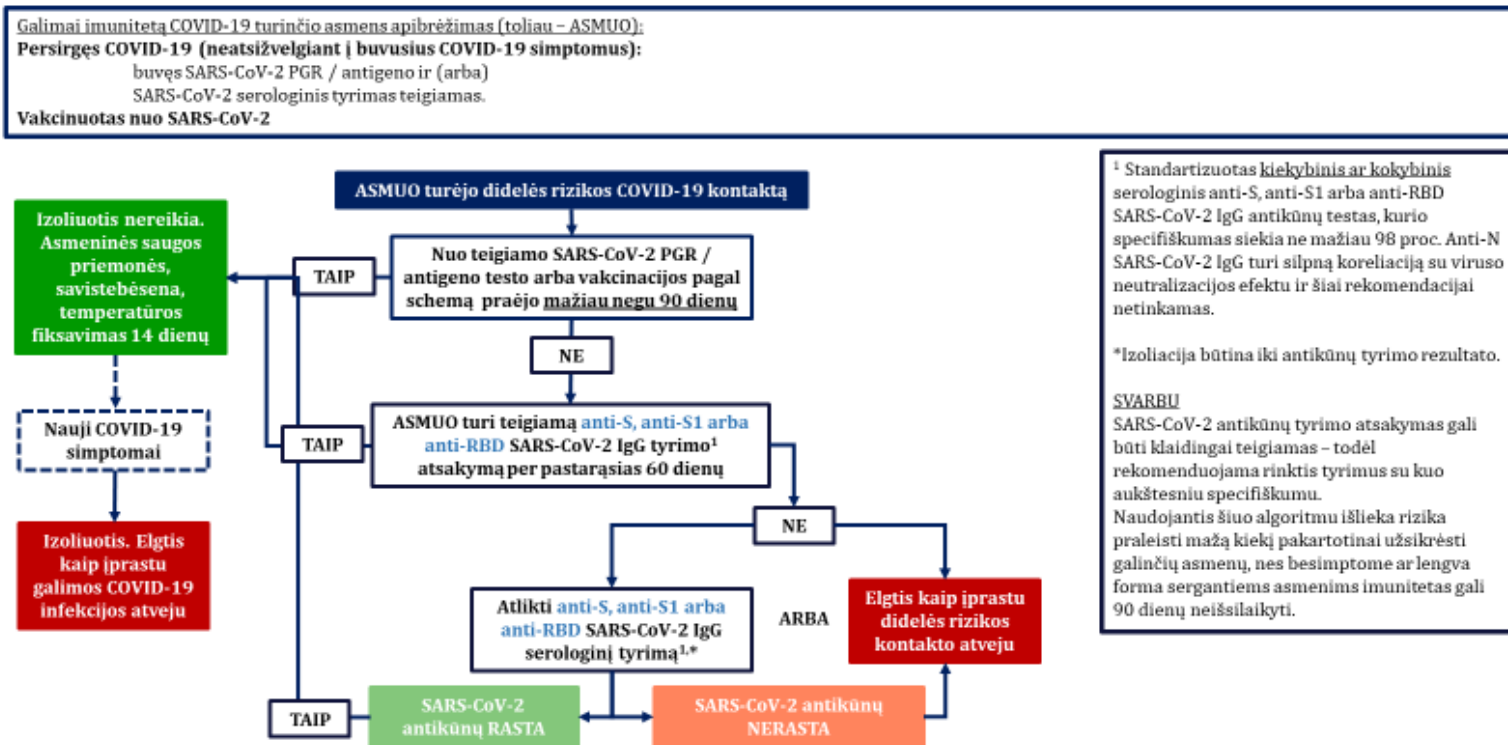 Galimai imunitetą COVID-19 turinčio asmens apibrėžimas (toliau – ASMUO):
Persirgęs COVID-19 (neatsižvelgiant į buvusius COVID-19 simptomus):
buvęs SARS-CoV-2 PGR / antigeno ir (arba)
SARS-CoV-2 serologinis tyrimas teigiamas.
Vakcinuotas nuo SARS-CoV-2
ASMUO turėjo didelės rizikos COVID-19 kontaktą
Izoliuotis nereikia.
Asmeninės saugos
priemonės,
savistebėsena,
temperatūros
fiksavimas 14 dienų
TAIP
Nuo teigiamo SARS-CoV-2 PGR /
antigeno testo arba vakcinacijos pagal
schemą praėjo mažiau negu 90 dienų
NE
Nauji COVID-19
simptomai
TAIP
ASMUO turi teigiamą anti-S, anti-S1 arba
anti-RBD SARS-CoV-2 IgG tyrimo¹
atsakymą per pastarąsias 60 dienų
NE
Izoliuotis. Elgtis
kaip įprastu
galimos COVID-19
infekcijos atveju
Atlikti anti-S, anti-S1 arba
anti-RBD SARS-CoV-2 IgG
serologinį tyrimą¹,*
ARBA
Elgtis kaip įprastu
didelės rizikos
kontakto atveju
TAIP
SARS-CoV-2
antikūnų RASTA
SARS-CoV-2 antikūnų
NERASTA
¹ Standartizuotas kiekybinis ar kokybinis
serologinis anti-S, anti-S1 arba anti-RBD
SARS-CoV-2 IgG antikūnų testas, kurio
specifiškumas siekia ne mažiau 98 proc. Anti-N
SARS-CoV-2 IgG turi silpną koreliaciją su viruso
neutralizacijos efektu ir šiai rekomendacijai
netinkamas.
*Izoliacija būtina iki antikūnų tyrimo rezultato.
SVARBU
SARS-CoV-2 antikūnų tyrimo atsakymas gali
būti klaidingai teigiamas – todėl
rekomenduojama rinktis tyrimus su kuo
aukštesniu specifiškumu.
Naudojantis šiuo algoritmu išlieka rizika
praleisti mažą kiekį pakartotinai užsikrėsti
galinčių asmenų, nes besimptome ar lengva
forma sergantiems asmenims imunitetas gali
90 dienų neišsilaikyti.